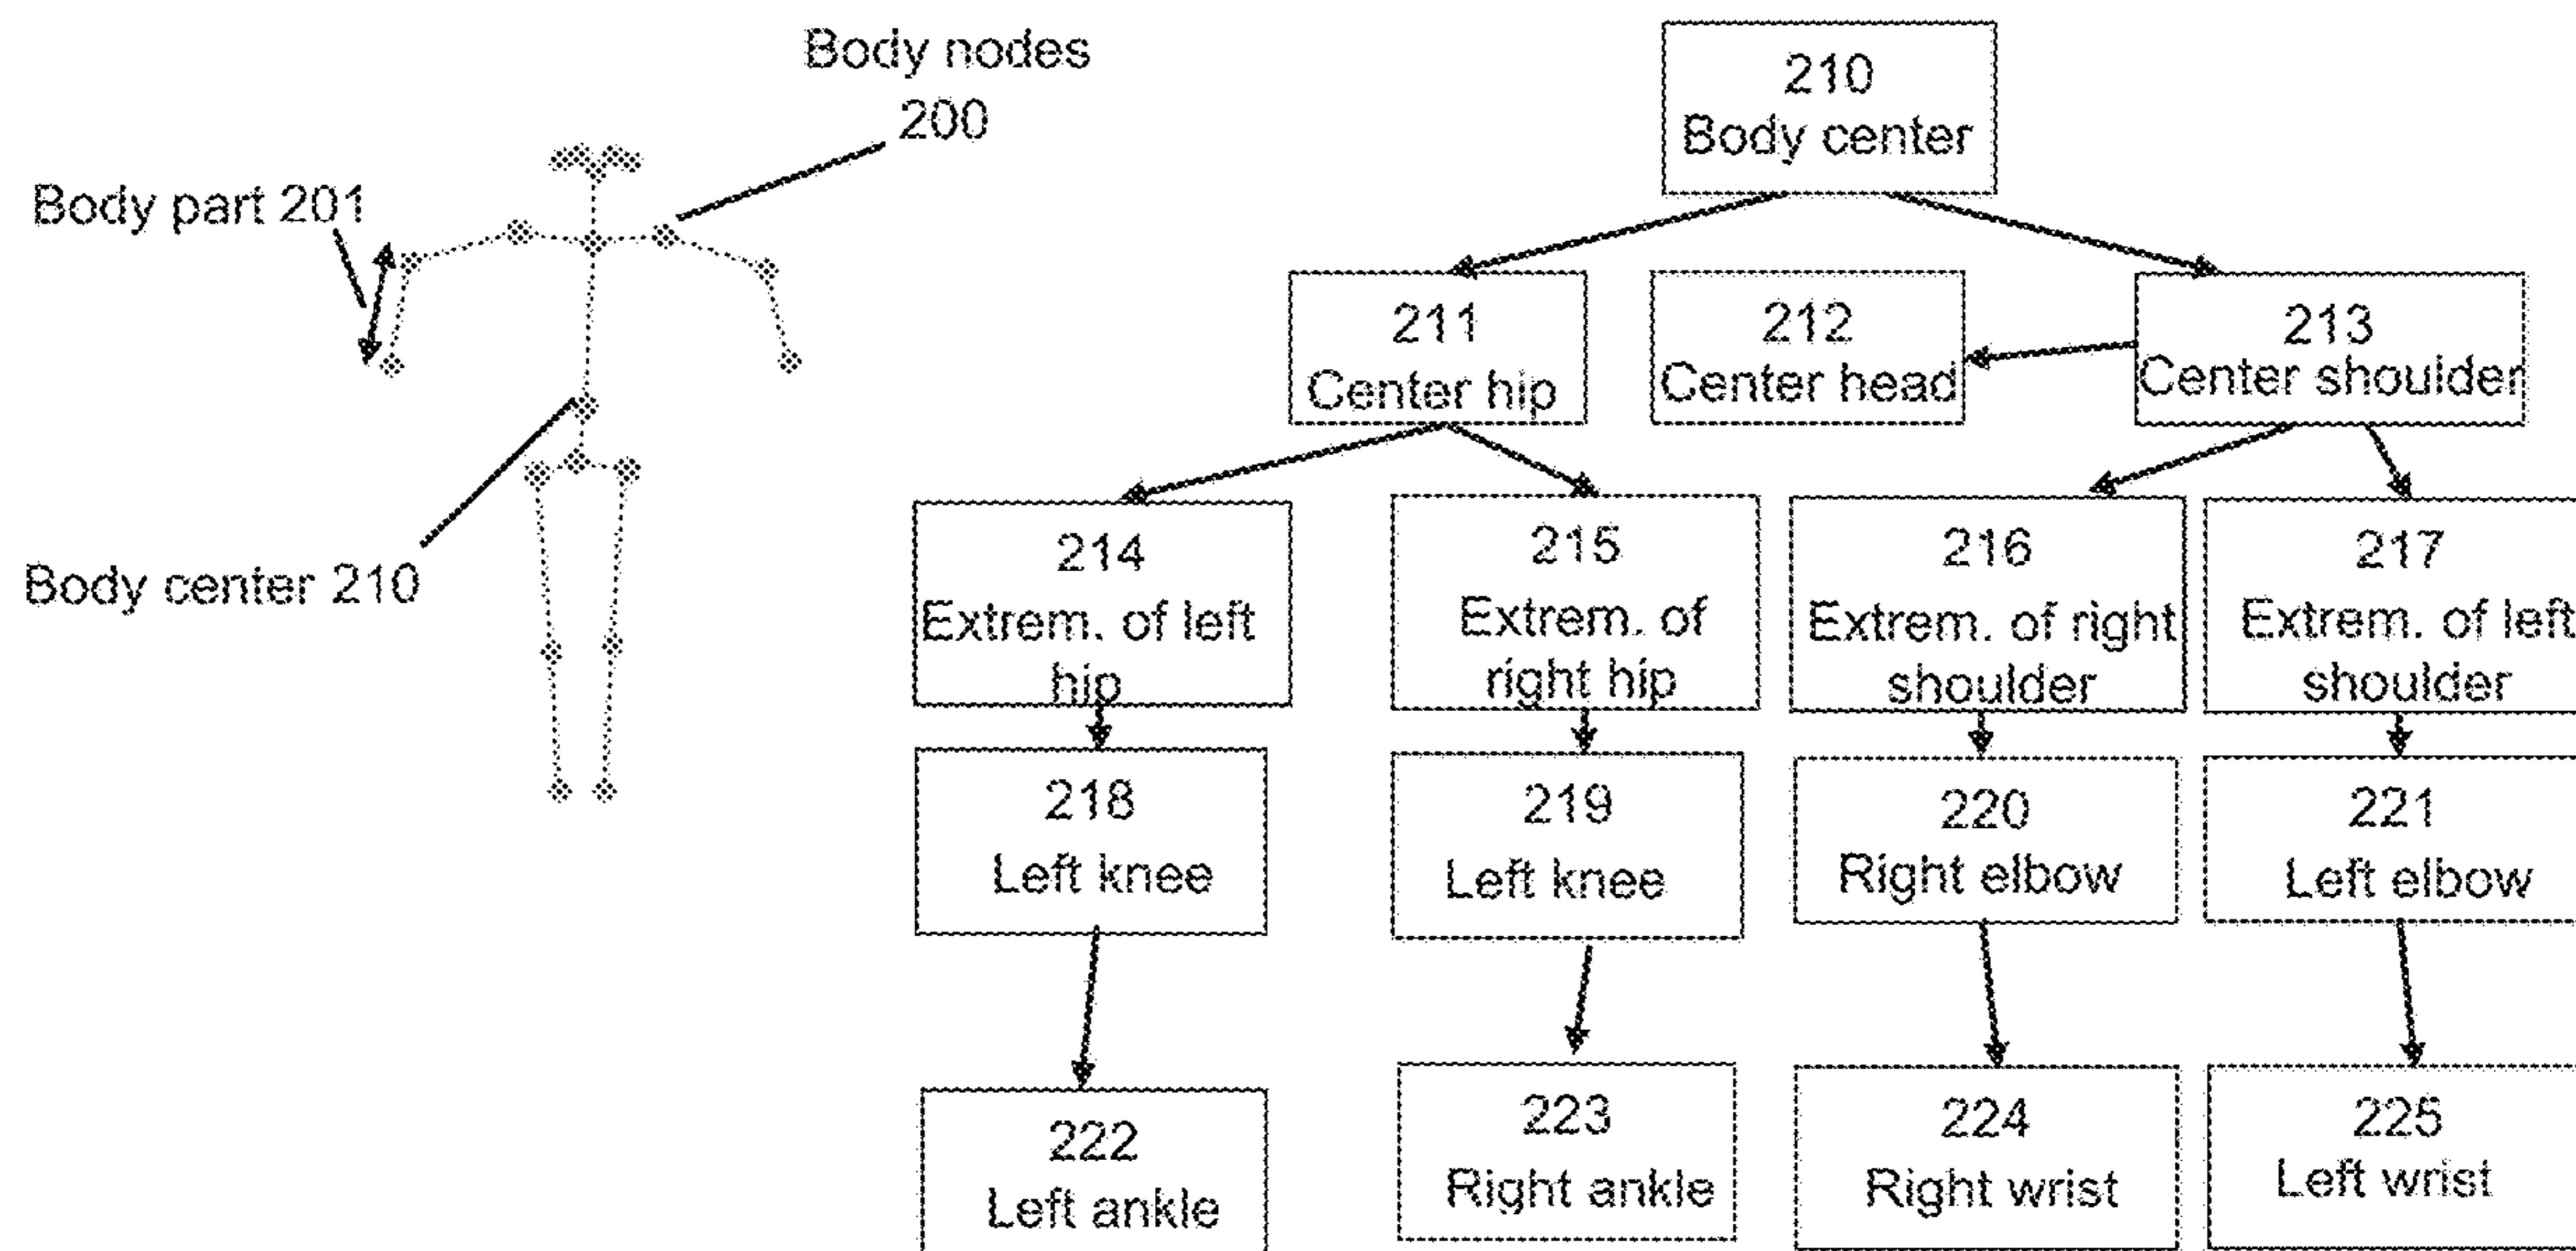 Body nodes
200
Body part 201
Body center 210
210
Body center
211
Center hip
212
Center head
213
Center shoulder
214
Extrem. of left
hip
215
Extrem. of
right hip
216
Extrem. of right
shoulder
217
Extrem. of left
shoulder
218
Left knee
219
Left knee
220
Right elbow
221
Left elbow
222
Left ankle
223
Right ankle
224
Right wrist
225
Left wrist